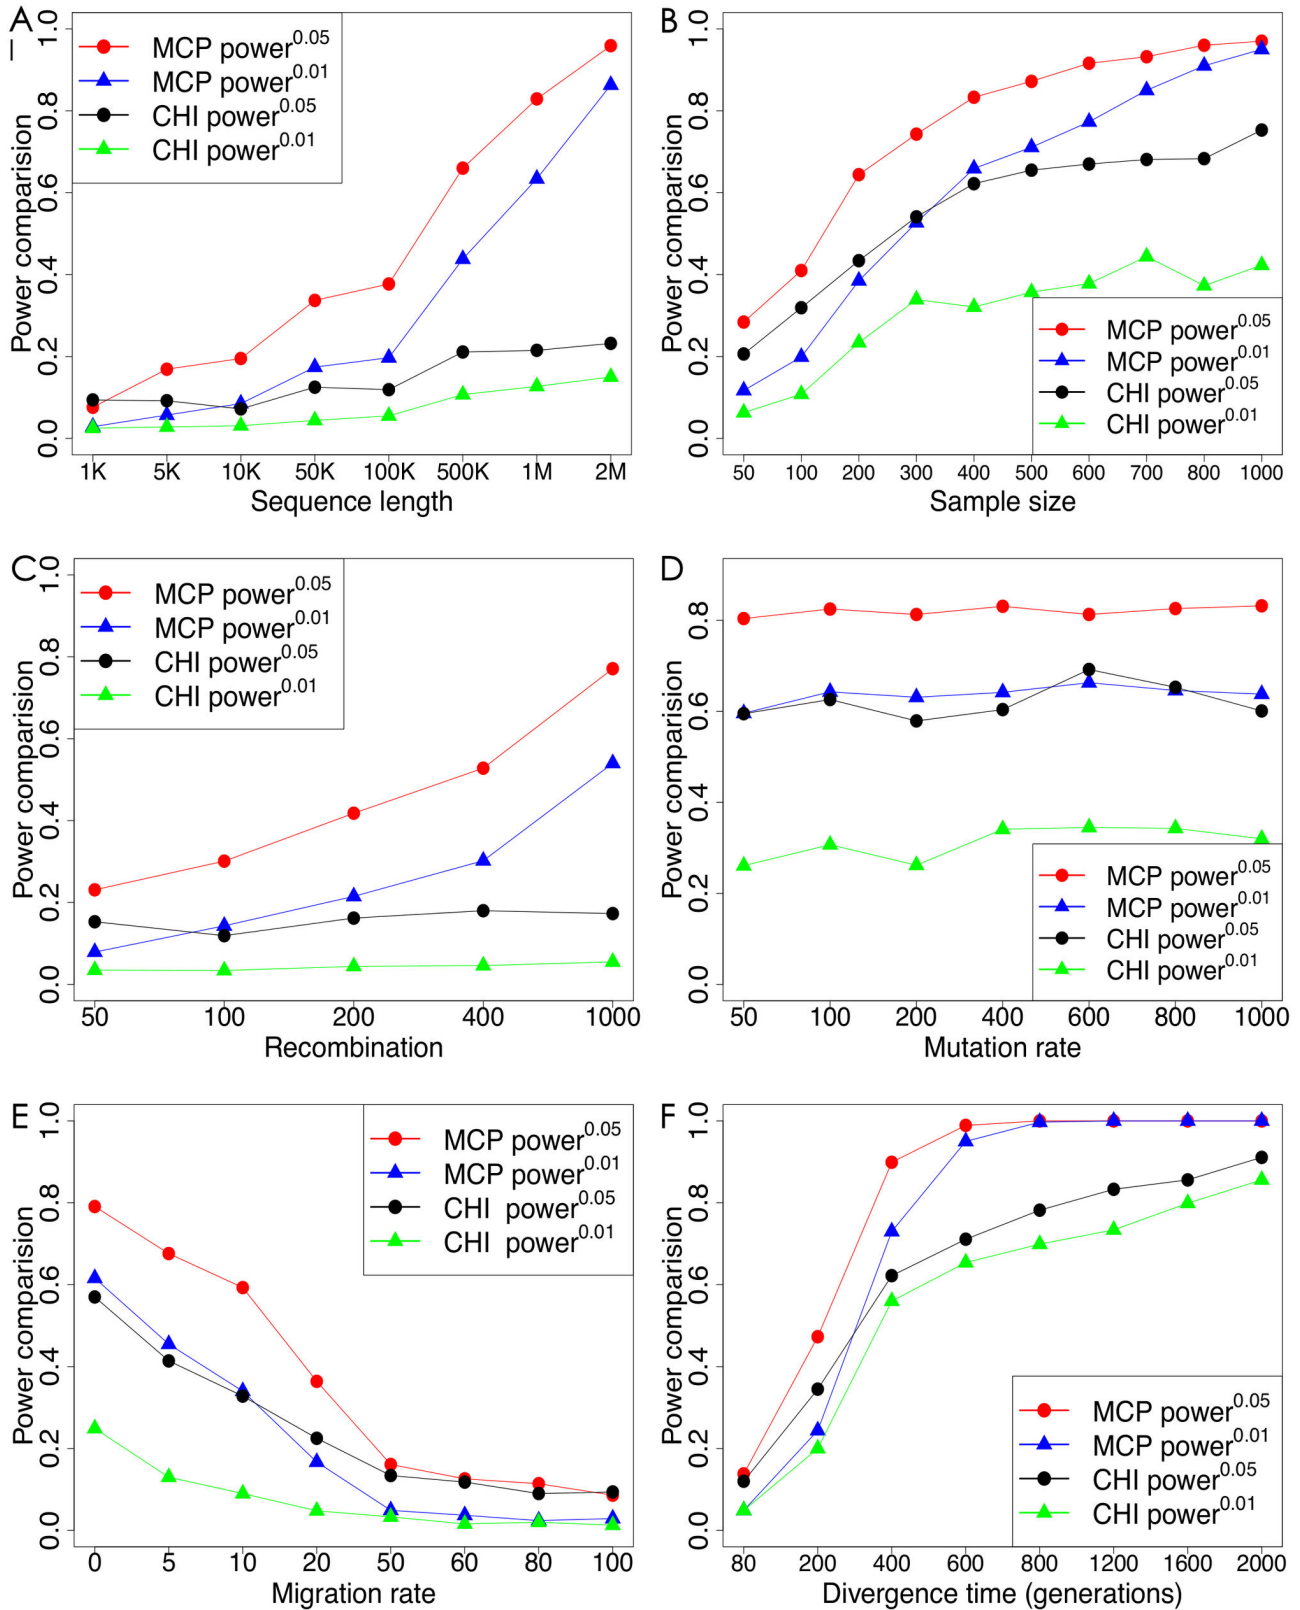 A
Power comparision
0.0 0.2 0.4 0.6 0.8 1.0
MCP power0.05
MCP power0.01
CHI power0.05
CHI power0.01
1K 5K 10K 50K 100K 500K 1M 2M
Sequence length
B
Power comparision
0.0 0.2 0.4 0.6 0.8 1.0
MCP power0.05
MCP power0.01
CHI power0.05
CHI power0.01
50 100 200 300 400 500 600 700 800 1000
Sample size
C
Power comparision
0.0 0.2 0.4 0.6 0.8 1.0
MCP power0.05
MCP power0.01
CHI power0.05
CHI power0.01
50 100 200 400 1000
Recombination
D
Power comparision
0.0 0.2 0.4 0.6 0.8
MCP power0.05
MCP power0.01
CHI power0.05
CHI power0.01
50 100 200 400 600 800 1000
Mutation rate
E
Power comparision
0.0 0.2 0.4 0.6 0.8 1.0
MCP power0.05
MCP power0.01
CHI power0.05
CHI power0.01
0 5 10 20 50 60 80 100
Migration rate
F
Power comparision
0.0 0.2 0.4 0.6 0.8 1.0
MCP power0.05
MCP power0.01
CHI power0.05
CHI power0.01
80 200 400 600 800 1200 1600 2000
Divergence time (generations)